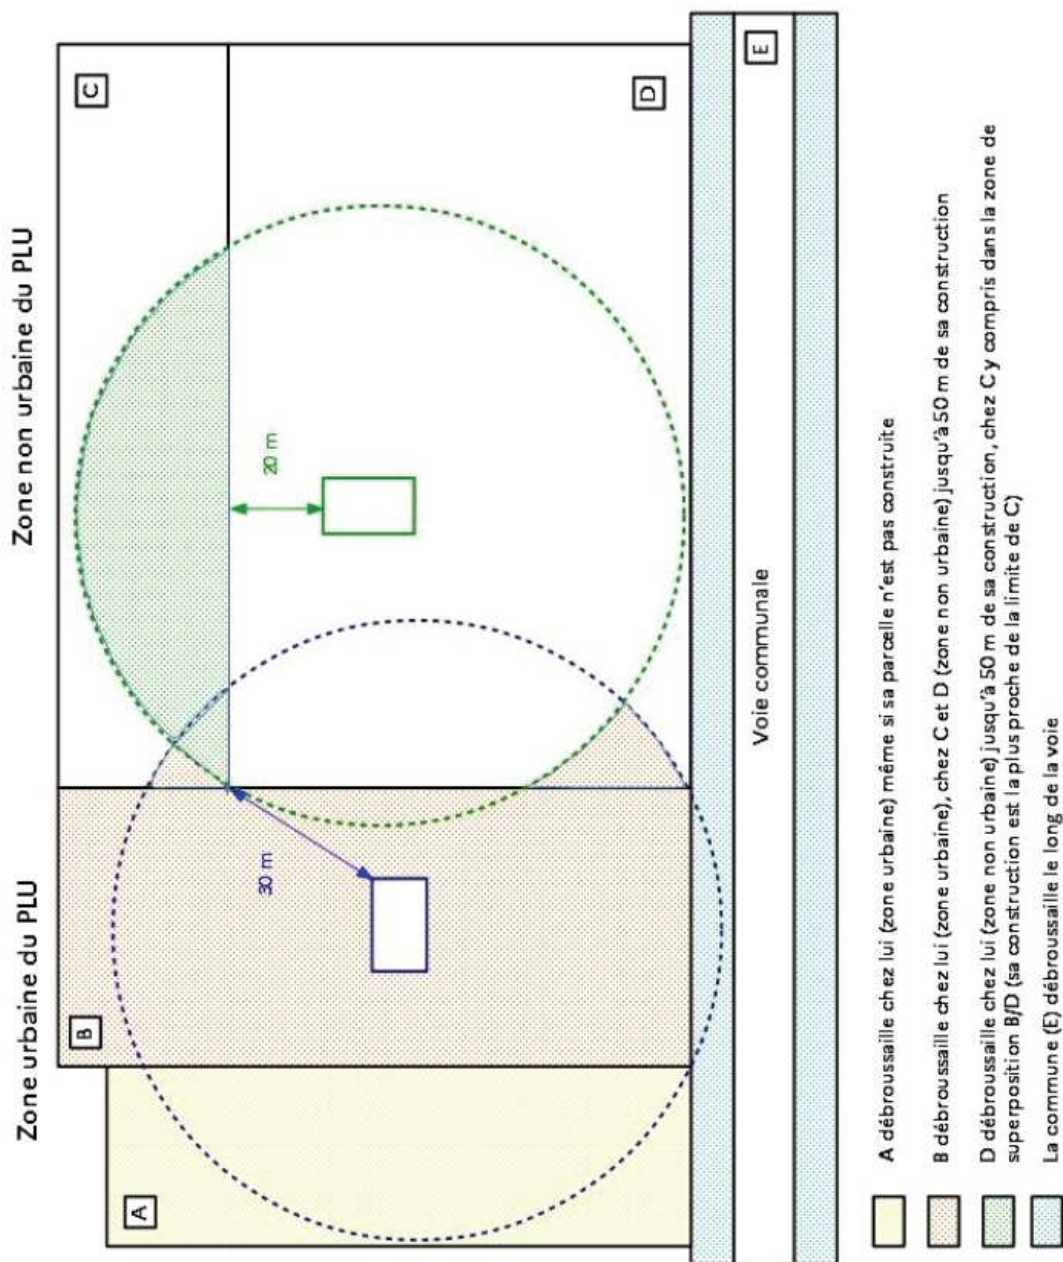 Zone urbaine du PLU
Zone non urbaine du PLU
A
B
C
D
E
30 m
20 m
Voie communale
A débroussaille chez lui (zone urbaine) même si sa parcelle n'est pas construite
B débroussaille chez lui (zone urbaine), chez C et D (zone non urbaine) jusqu'à 50 m de sa construction
D débroussaille chez lui (zone non urbaine) jusqu'à 50 m de sa construction, chez C y compris dans la zone de
superposition B/D (sa construction est la plus proche de la limite de C)
La commune (E) débroussaille le long de la voie